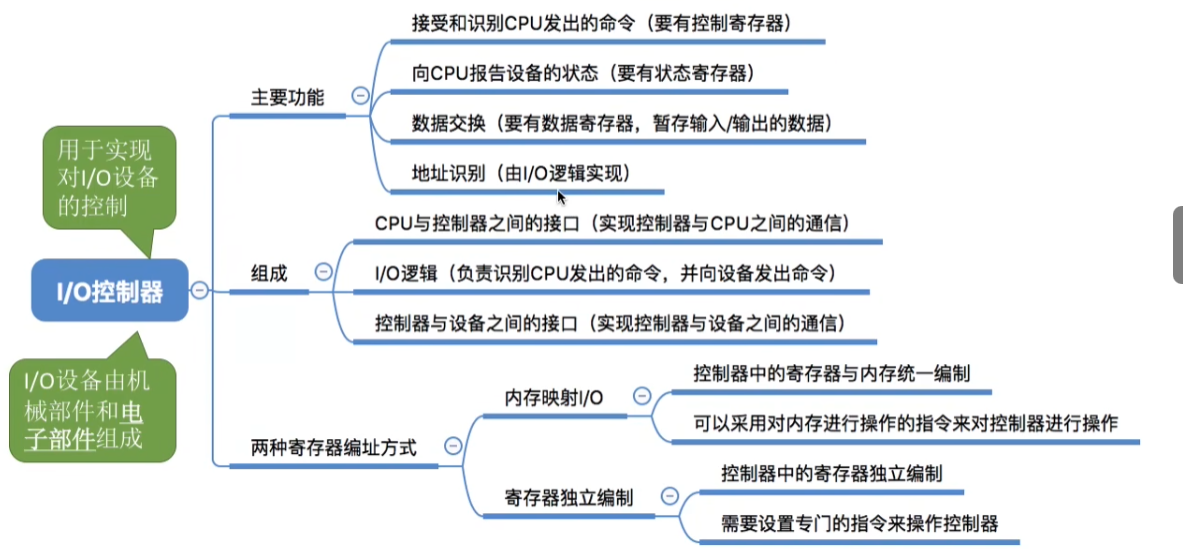 接受和识别CPU发出的命令（要有控制寄存器）
向CPU报告设备的状态（要有状态寄存器）
主要功能
数据交换（要有数据寄存器，暂存输入/输出的数据）
地址识别（由I/O逻辑实现）
用于实现
对I/O设备
的控制
CPU与控制器之间的接口（实现控制器与CPU之间的通信）
组成
I/O逻辑（负责识别CPU发出的命令，并向设备发出命令）
I/O控制器
控制器与设备之间的接口（实现控制器与设备之间的通信）
I/O设备由机
械部件和电
子部件组成
控制器中的寄存器与内存统一编制
内存映射I/O
可以采用对内存进行操作的指令来对控制器进行操作
两种寄存器编址方式
控制器中的寄存器独立编制
寄存器独立编制
需要设置专门的指令来操作控制器